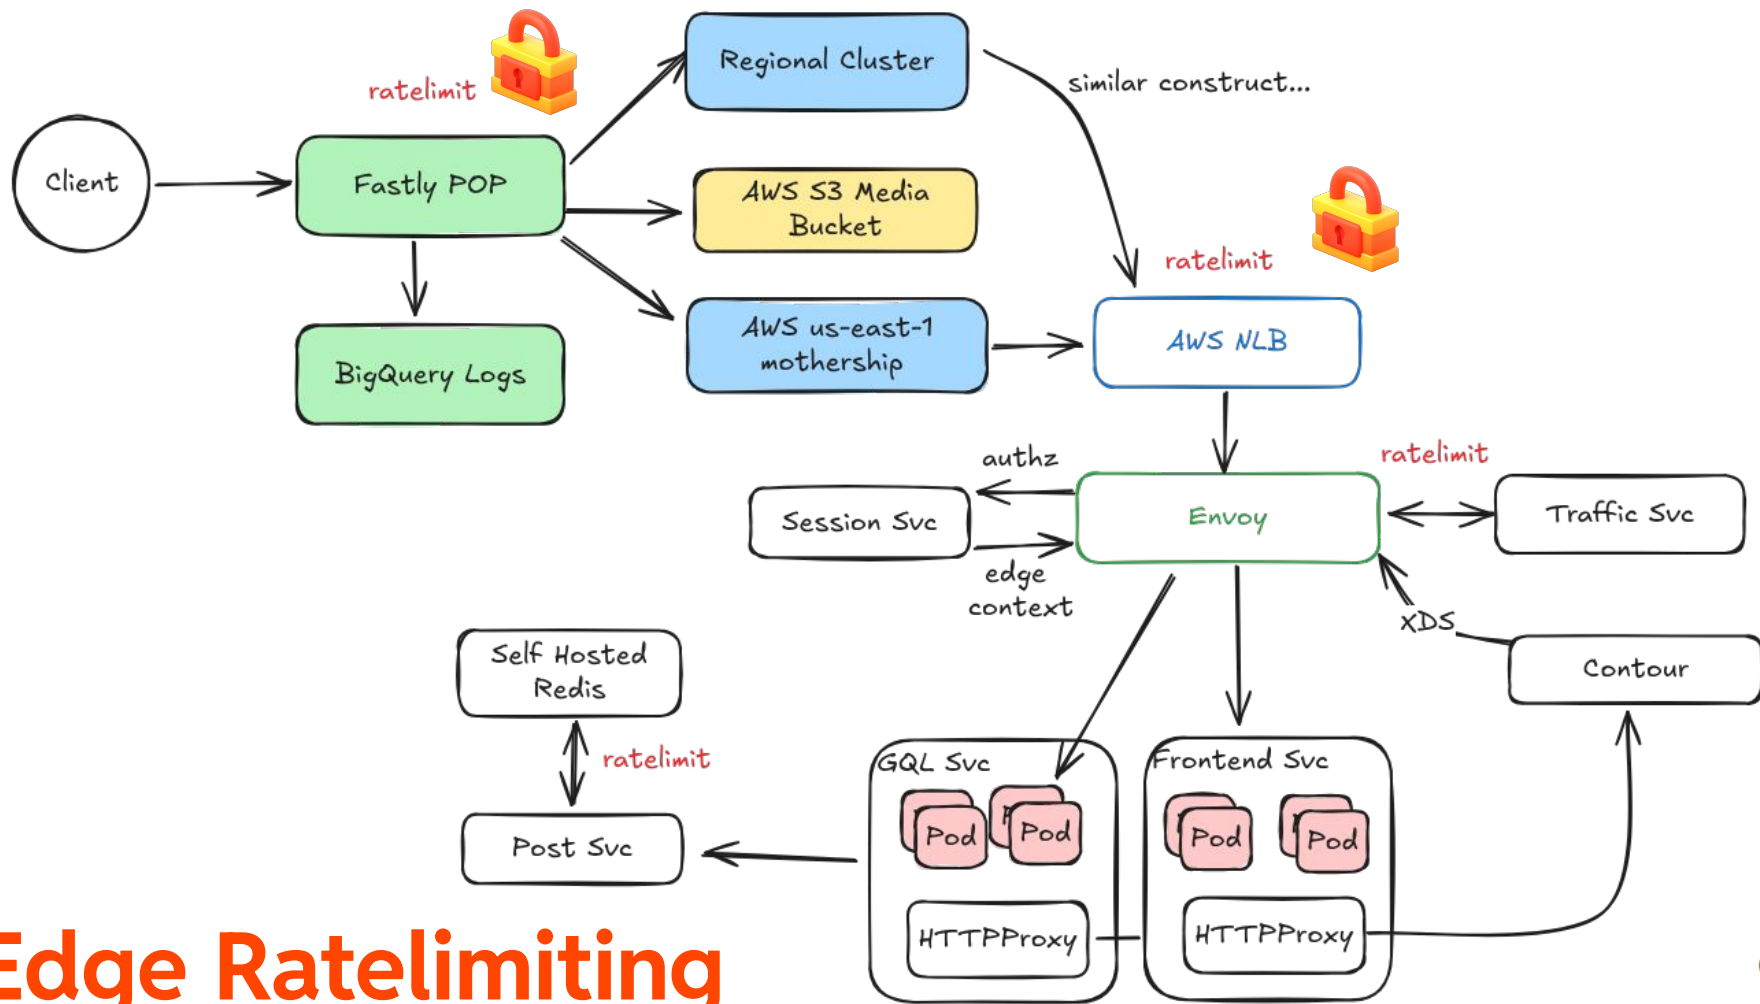 Regional Cluster
ratelimit
similar construct...
Client
Fastly POP
AWS S3 Media
Bucket
ratelimit
AWS us-east-1
mothership
AWS NLB
BigQuery Logs
authz
ratelimit
Session Svc
Envoy
Traffic Svc
edge
context
XDS
Self Hosted
Redis
Contour
ratelimit
GQL Svc
Frontend Svc
Pod
Pod
Pod
Pod
Post Svc
HTTPProxy
HTTPProxy
Edge Ratelimiting